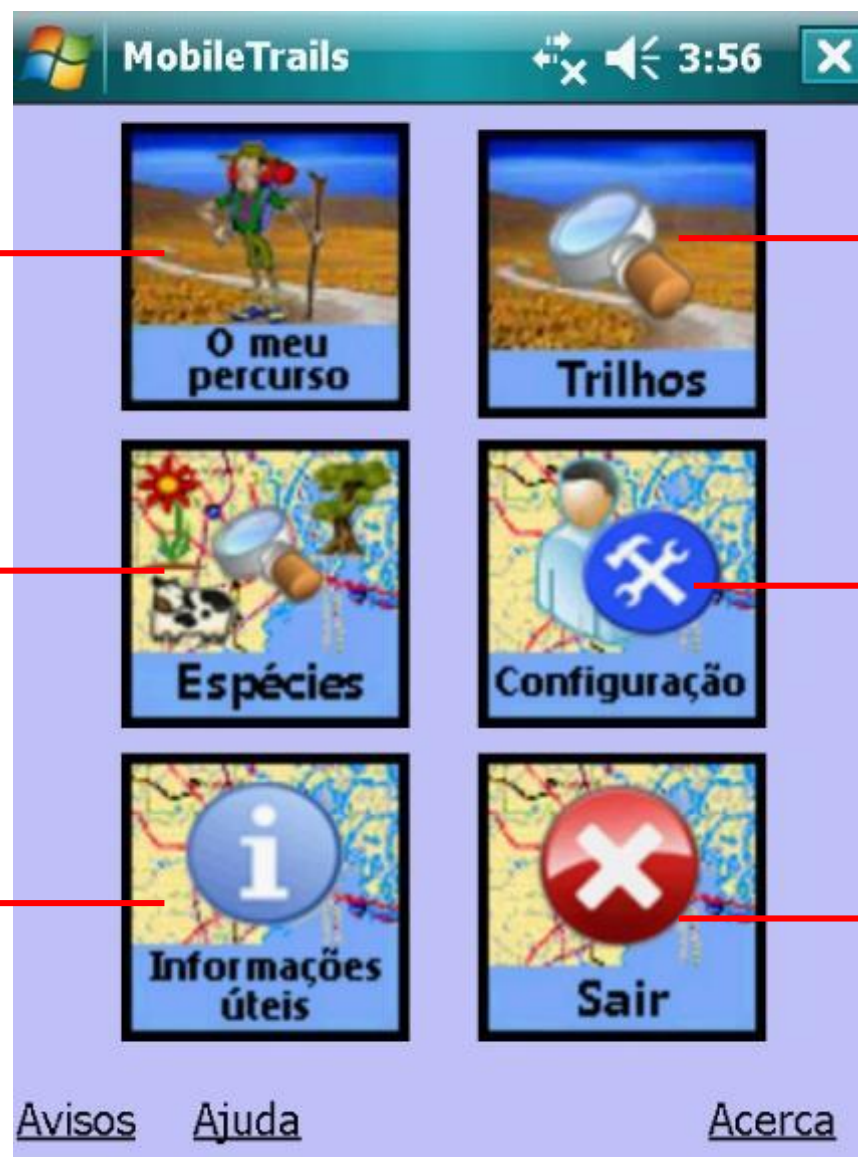 MobileTrails 3:56
O meu
percurso
Trilhos
Espécies
Configuração
Informações
úteis
Sair
Avisos Ajuda Acerca